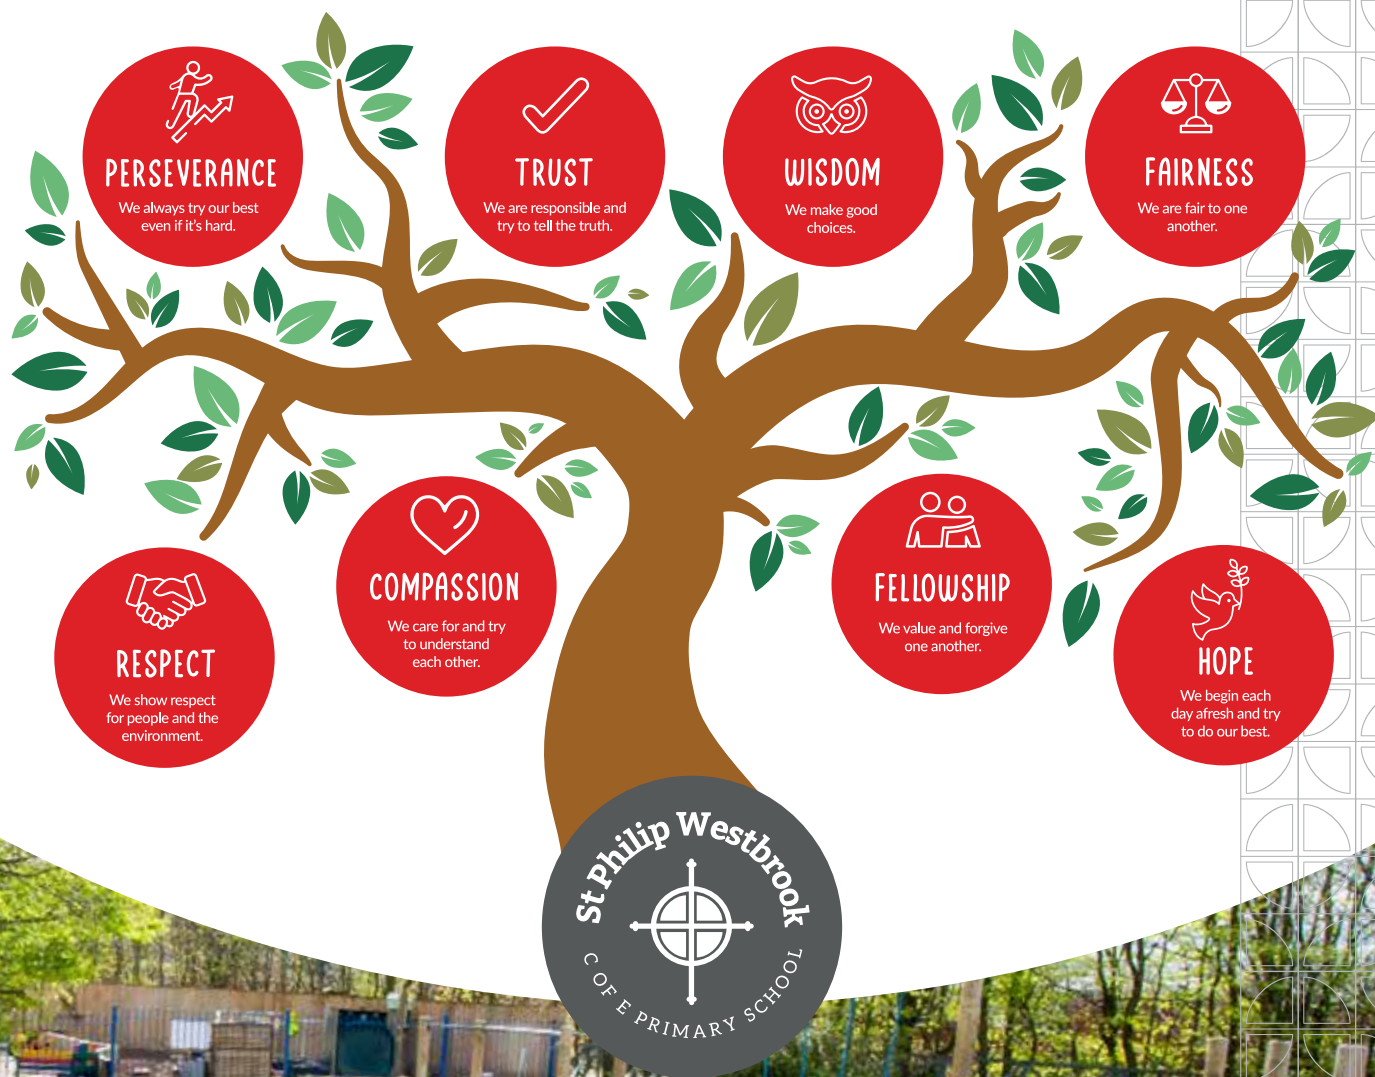 PERSEVERANCE
We always try our best
even if it's hard.
TRUST
We are responsible and
try to tell the truth.
WISDOM
We make good
choices.
FAIRNESS
We are fair to one
another.
RESPECT
We show respect
for people and the
environment.
COMPASSION
We care for and try
to understand
each other.
FELLOWSHIP
We value and forgive
one another.
HOPE
We begin each
day afresh and try
to do our best.
St Philip Westbrook
C OF E PRIMARY SCHOOL